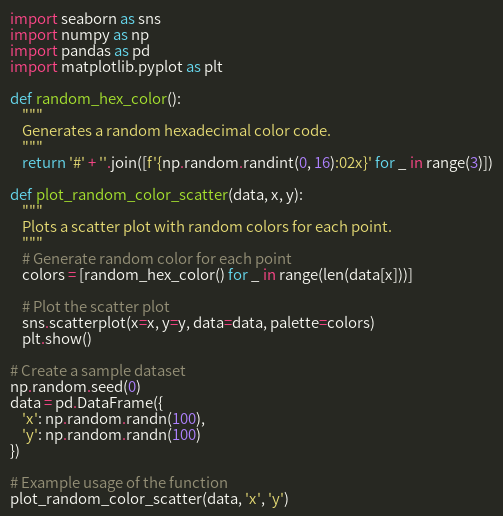 import seaborn as sns
import numpy as np
import pandas as pd
import matplotlib.pyplot as plt

def random_hex_color():
    """
    Generates a random hexadecimal color code.
    """
    return '#' + ''.join([f'{np.random.randint(0, 16):02x}' for _ in range(3)])

def plot_random_color_scatter(data, x, y):
    """
    Plots a scatter plot with random colors for each point.
    """
    # Generate random color for each point
    colors = [random_hex_color() for _ in range(len(data[x]))]

    # Plot the scatter plot
    sns.scatterplot(x=x, y=y, data=data, palette=colors)
    plt.show()

# Create a sample dataset
np.random.seed(0)
data = pd.DataFrame({
    'x': np.random.randn(100),
    'y': np.random.randn(100)
})

# Example usage of the function
plot_random_color_scatter(data, 'x', 'y')